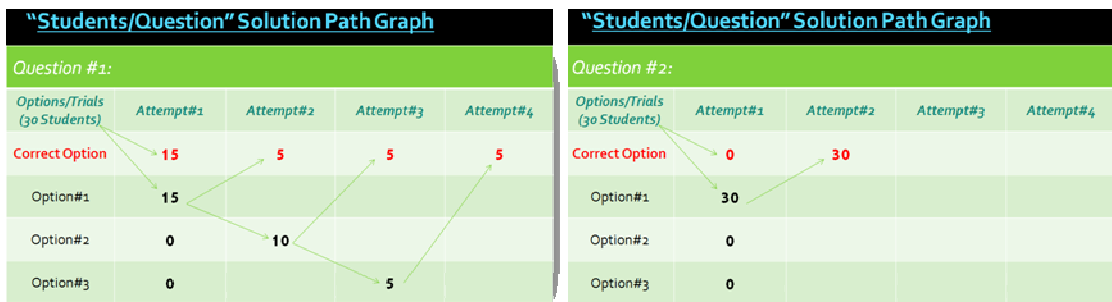 “Students/Question” Solution Path Graph
Question #1:
Options/Trials
(30 Students)
Attempt#1 Attempt#2 Attempt#3 Attempt#4
Correct Option 15 5 5 5
Option#1 15
Option#2 0 10
Option#3 0 5
“Students/Question” Solution Path Graph
Question #2:
Options/Trials
(30 Students)
Attempt#1 Attempt#2 Attempt#3 Attempt#4
Correct Option 0 30
Option#1 30
Option#2 0
Option#3 0